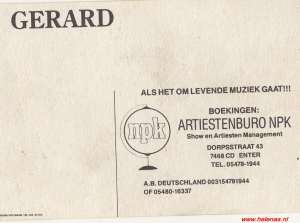 GERARD
ALS HET OM LEVENDE MUZIEK GAAT!!!
BOEKINGEN:
npk
ARTIESTENBURO NPK
Show en Artiesten Management
DORPSSTRAAT 43
7468 CD ENTER
TEL. 05478-1944
A.B. DEUTSCHLAND 003154781944
OF 05480-16337
www.helenas.nl